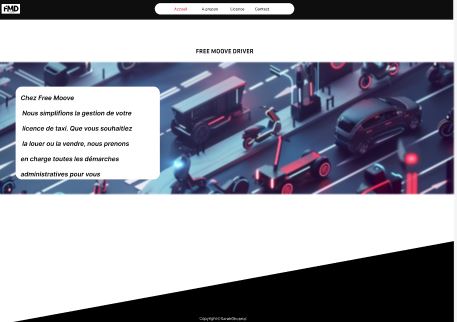 FMD
Accueil A propos Licence Contact
FREE MOOVE DRIVER
Chez Free Moove
Nous simplifions la gestion de votre
licence de taxi. Que vous souhaitiez
la louer ou la vendre, nous prenons
en charge toutes les démarches
administratives pour vous
Copyright©